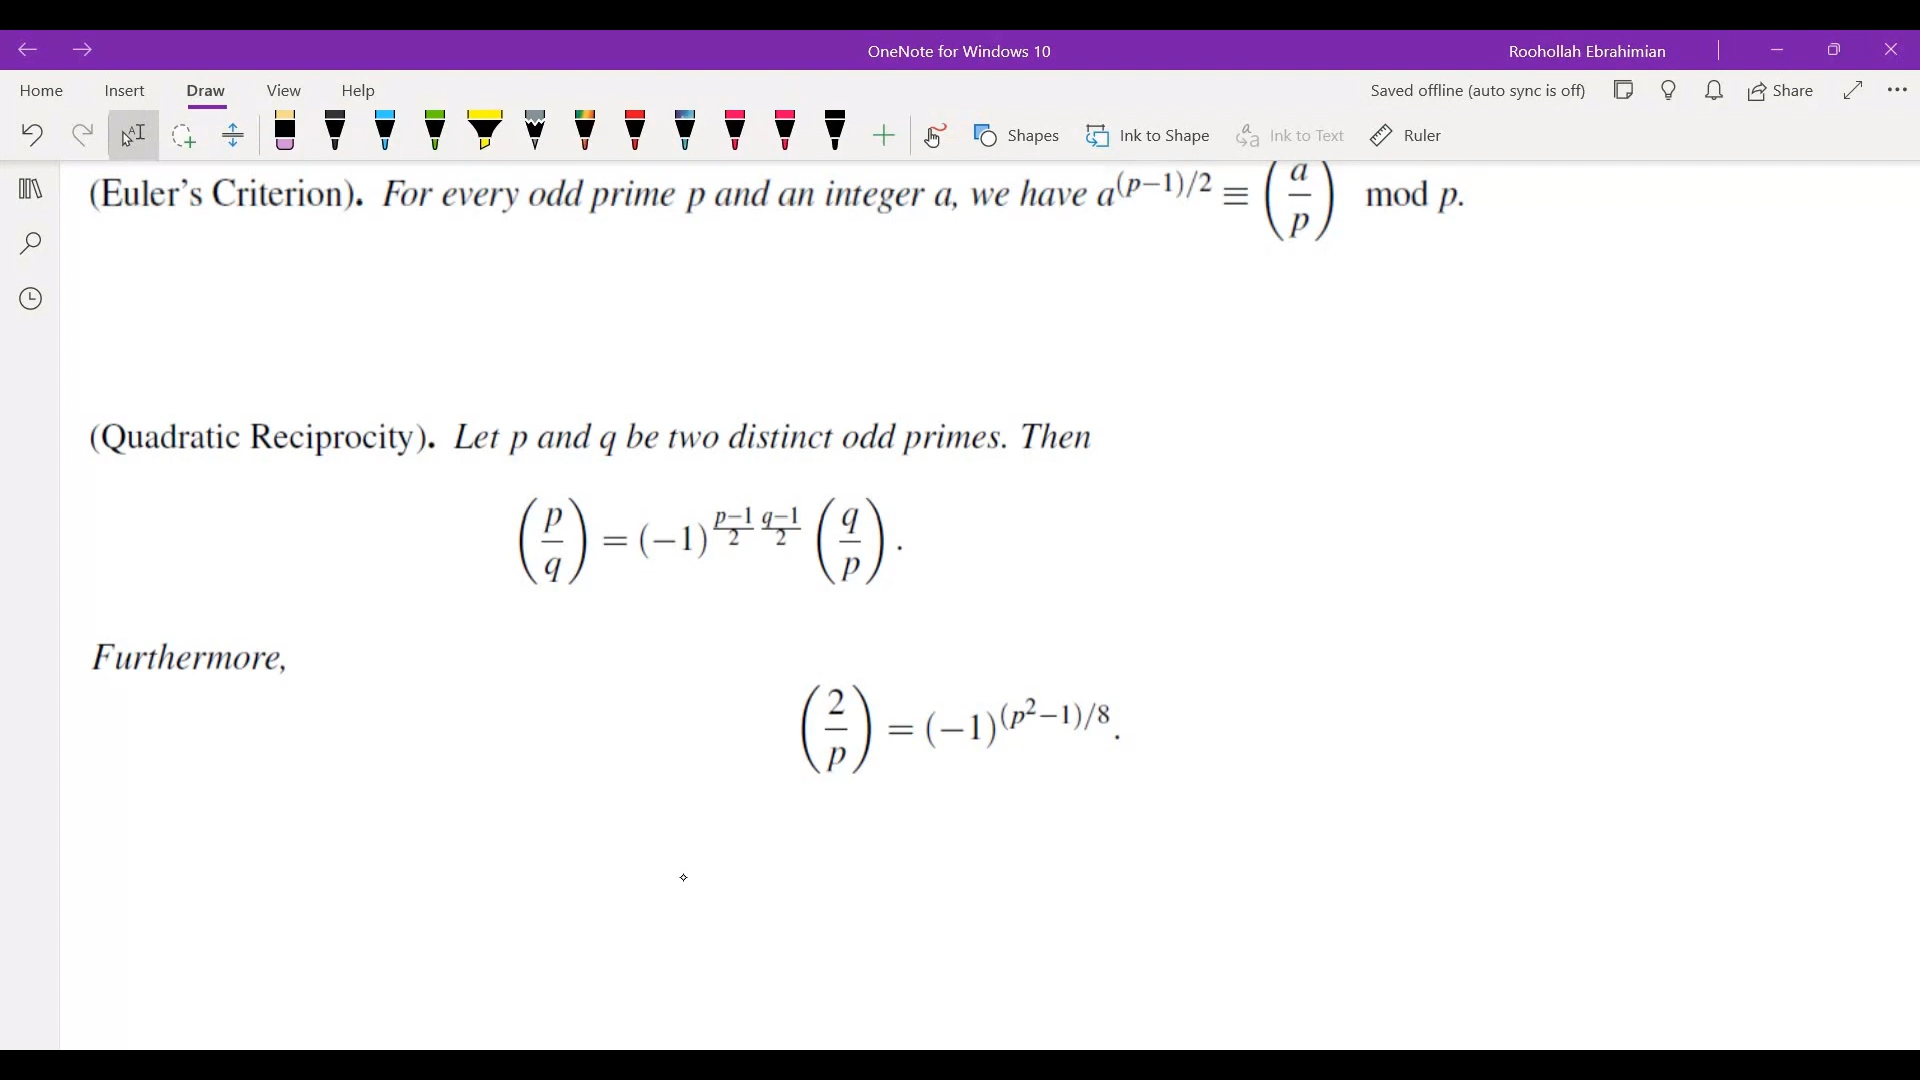 OneNote for Windows 10
Roohollah Ebrahimian
Home Insert Draw View Help
Saved offline (auto sync is off) Share
Shapes Ink to Shape Ink to Text Ruler
(Euler's Criterion). For every odd prime p and an integer a, we have a^{(p−1)/2} ≡ (a/p) mod p.
(Quadratic Reciprocity). Let p and q be two distinct odd primes. Then
(p/q) = (−1)^{\frac{p−1}{2} \frac{q−1}{2}} (q/p).
Furthermore,
(2/p) = (−1)^{(p²−1)/8}.